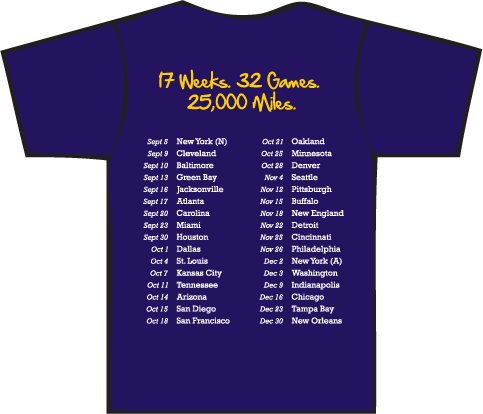 17 Weeks. 32 Games.
25,000 Miles.
Sept 5 New York (N)
Sept 9 Cleveland
Sept 10 Baltimore
Sept 13 Green Bay
Sept 16 Jacksonville
Sept 17 Atlanta
Sept 20 Carolina
Sept 23 Miami
Sept 30 Houston
Oct 1 Dallas
Oct 4 St. Louis
Oct 7 Kansas City
Oct 11 Tennessee
Oct 14 Arizona
Oct 15 San Diego
Oct 18 San Francisco
Oct 21 Oakland
Oct 25 Minnesota
Oct 28 Denver
Nov 4 Seattle
Nov 12 Pittsburgh
Nov 15 Buffalo
Nov 18 New England
Nov 22 Detroit
Nov 25 Cincinnati
Nov 26 Philadelphia
Dec 2 New York (A)
Dec 3 Washington
Dec 9 Indianapolis
Dec 16 Chicago
Dec 23 Tampa Bay
Dec 30 New Orleans